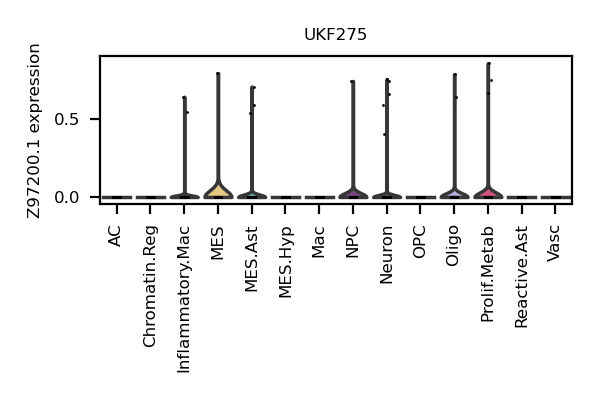 UKF275
Z97200.1 expression
0.5
0.0
AC
Chromatin.Reg
Inflammatory.Mac
MES
MES.Ast
MES.Hyp
Mac
NPC
Neuron
OPC
Oligo
Prolif.Metab
Reactive.Ast
Vasc